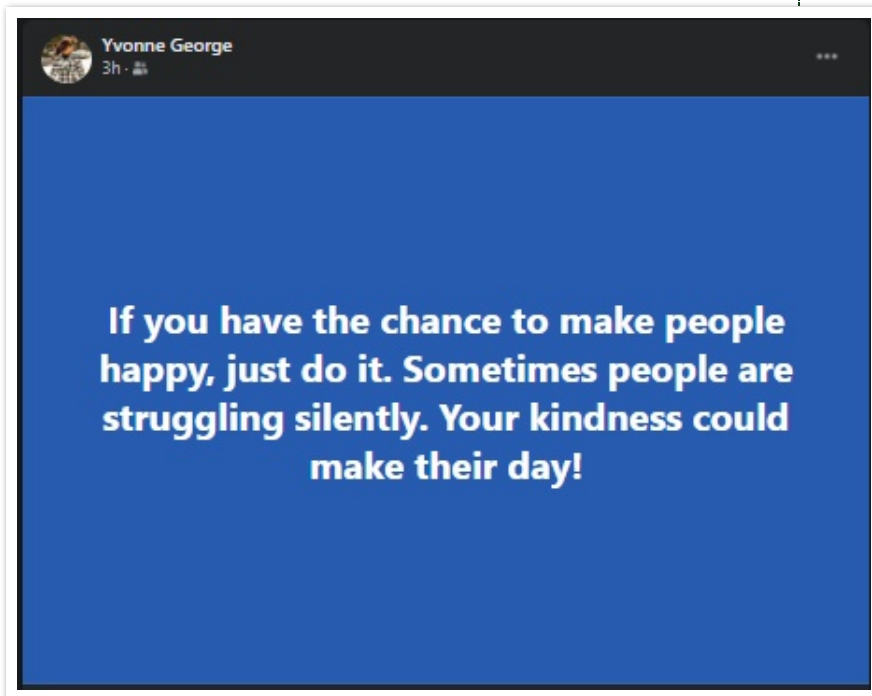 Yvonne George
3h ·
If you have the chance to make people
happy, just do it. Sometimes people are
struggling silently. Your kindness could
make their day!